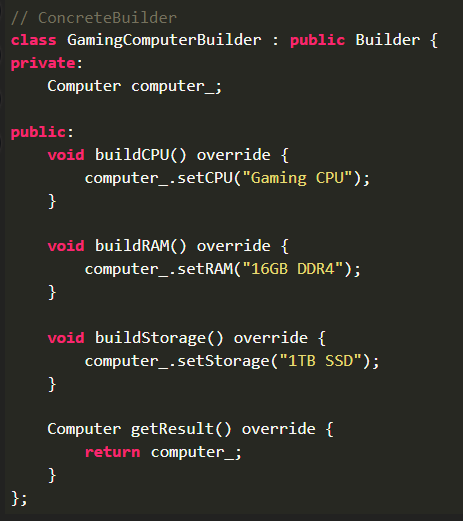 // ConcreteBuilder
class GamingComputerBuilder : public Builder {
private:
    Computer computer_;

public:
    void buildCPU() override {
        computer_.setCPU("Gaming CPU");
    }

    void buildRAM() override {
        computer_.setRAM("16GB DDR4");
    }

    void buildStorage() override {
        computer_.setStorage("1TB SSD");
    }

    Computer getResult() override {
        return computer_;
    }
};